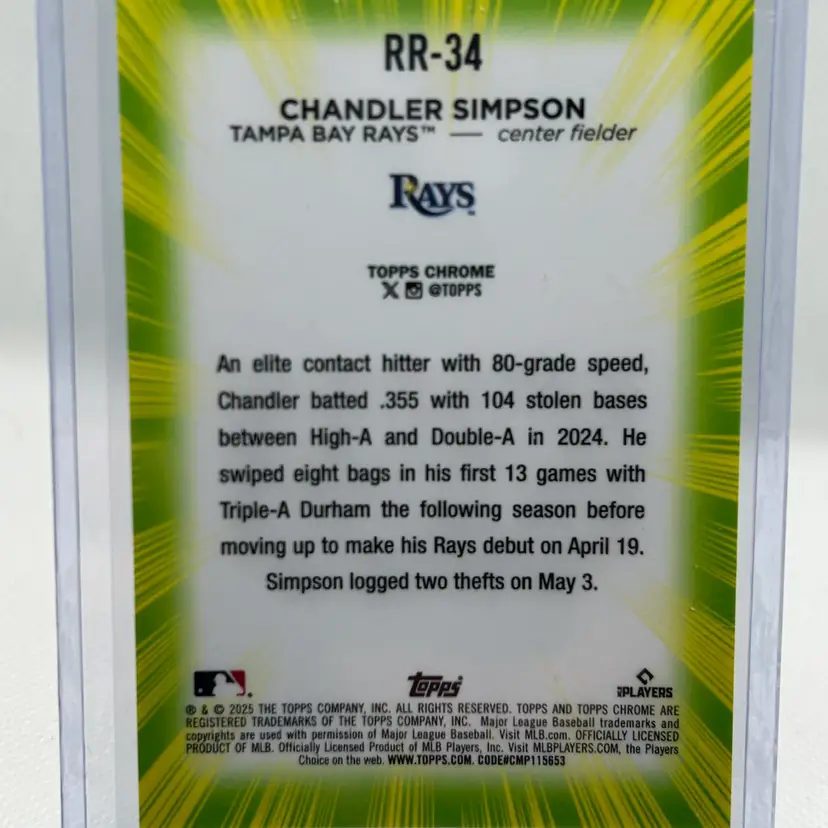 RR-34
CHANDLER SIMPSON
TAMPA BAY RAYS™ — center fielder
RAYS
TOPPS CHROME
X @TOPPS
An elite contact hitter with 80-grade speed,
Chandler batted .355 with 104 stolen bases
between High-A and Double-A in 2024. He
swiped eight bags in his first 13 games with
Triple-A Durham the following season before
moving up to make his Rays debut on April 19.
Simpson logged two thefts on May 3.
topps
MLB PLAYERS
® & © 2025 THE TOPPS COMPANY, INC. ALL RIGHTS RESERVED. TOPPS AND TOPPS CHROME ARE
REGISTERED TRADEMARKS OF THE TOPPS COMPANY, INC. Major League Baseball trademarks and
copyrights are used with permission of Major League Baseball. Visit MLB.com. OFFICIALLY LICENSED
PRODUCT OF MLB. Officially Licensed Product of MLB Players, Inc. Visit MLBPLAYERS.COM, the Players
Choice on the web. WWW.TOPPS.COM. CODE#CMP115653